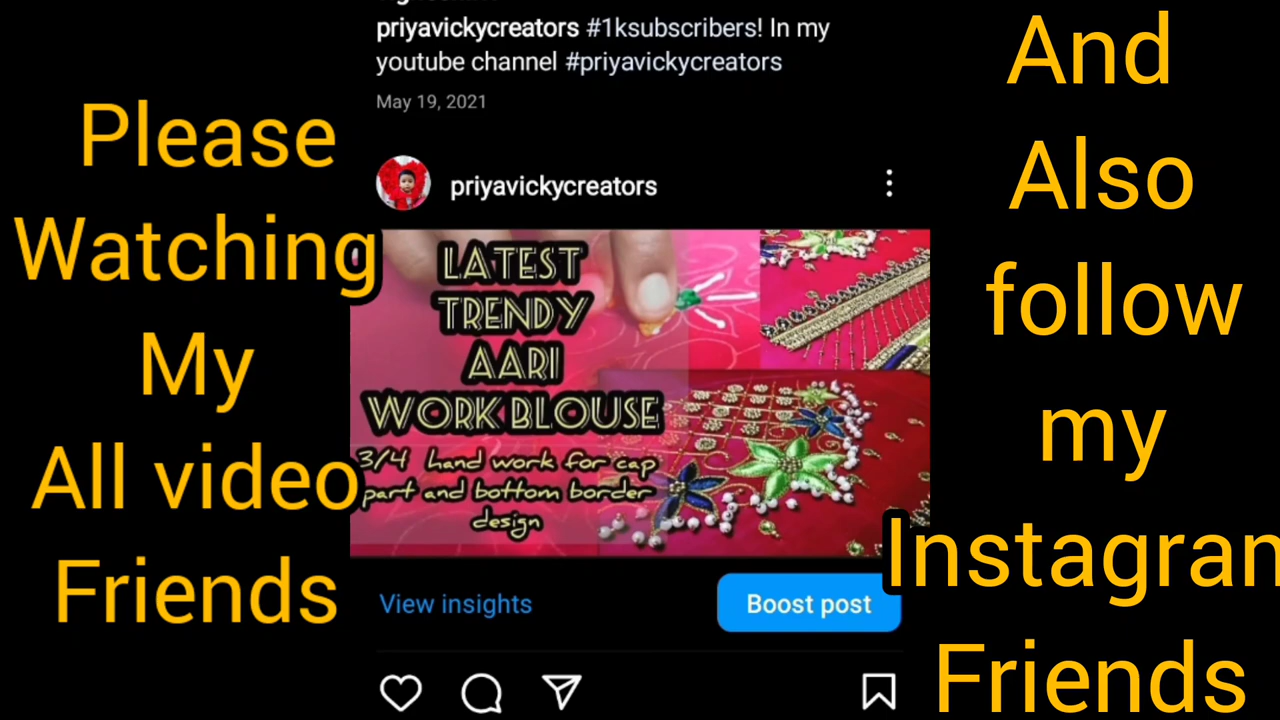 Please
Watching
My
All video
Friends
priyavickycreators #1ksubscribers! In my
youtube channel #priyavickycreators
May 19, 2021
priyavickycreators
LATEST
TRENDY
AARI
WORK BLOUSE
3/4 hand work for cap
part and bottom border
design
View insights
Boost post
And
Also
follow
my
Instagran
Friends